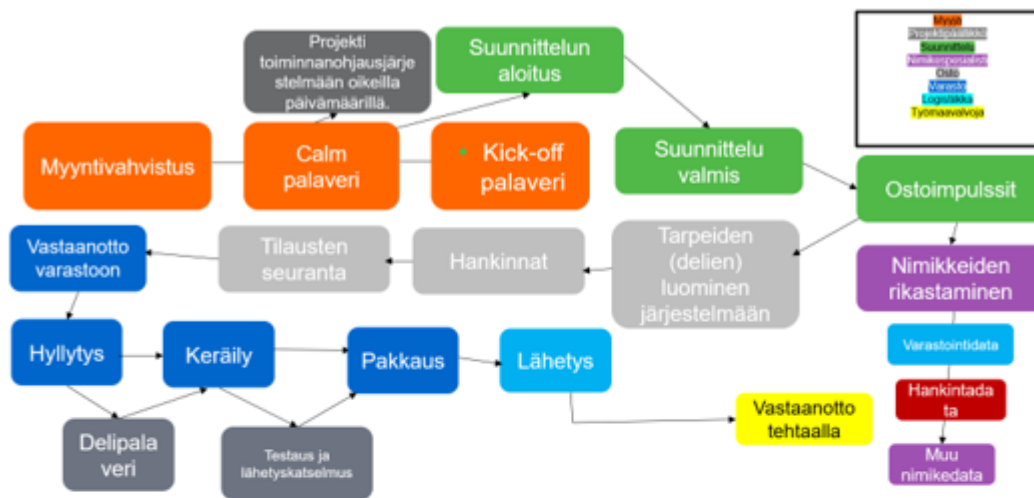 Projekti
toiminnanohjausjärje
stelmään oikeilla
päivämäärillä.
Suunnittelun
aloitus
Myyjä
Projektipäällikkö
Suunnittelu
Nimikespesialisti
Osto
Varasto
Logistiikka
Työmaavalvoja
Myyntivahvistus
Calm
palaveri
• Kick-off
palaveri
Suunnittelu
valmis
Ostoimpulssit
Vastaanotto
varastoon
Tilausten
seuranta
Hankinnat
Tarpeiden
(delien)
luominen
järjestelmään
Nimikkeiden
rikastaminen
Hyllytys
Keräily
Pakkaus
Lähetys
Varastointidata
Hankintada
ta
Vastaanotto
tehtaalla
Delipala
veri
Testaus ja
lähetyskatselmus
Muu
nimikedata